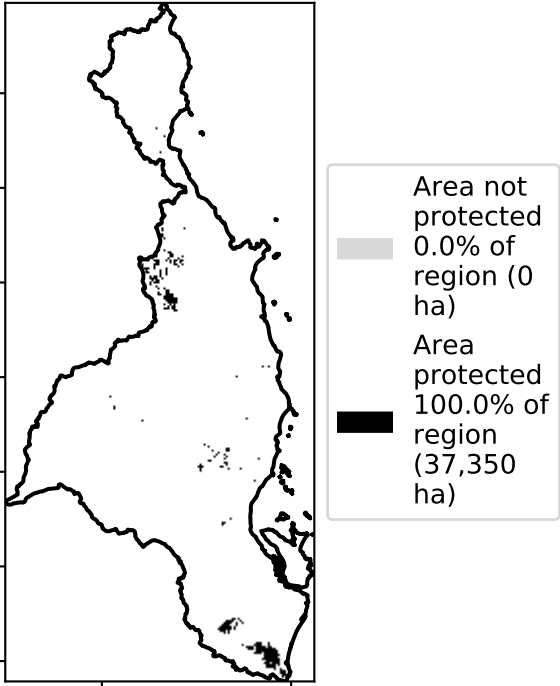 Area not
protected
0.0% of
region (0
ha)
Area
protected
100.0% of
region
(37,350
ha)